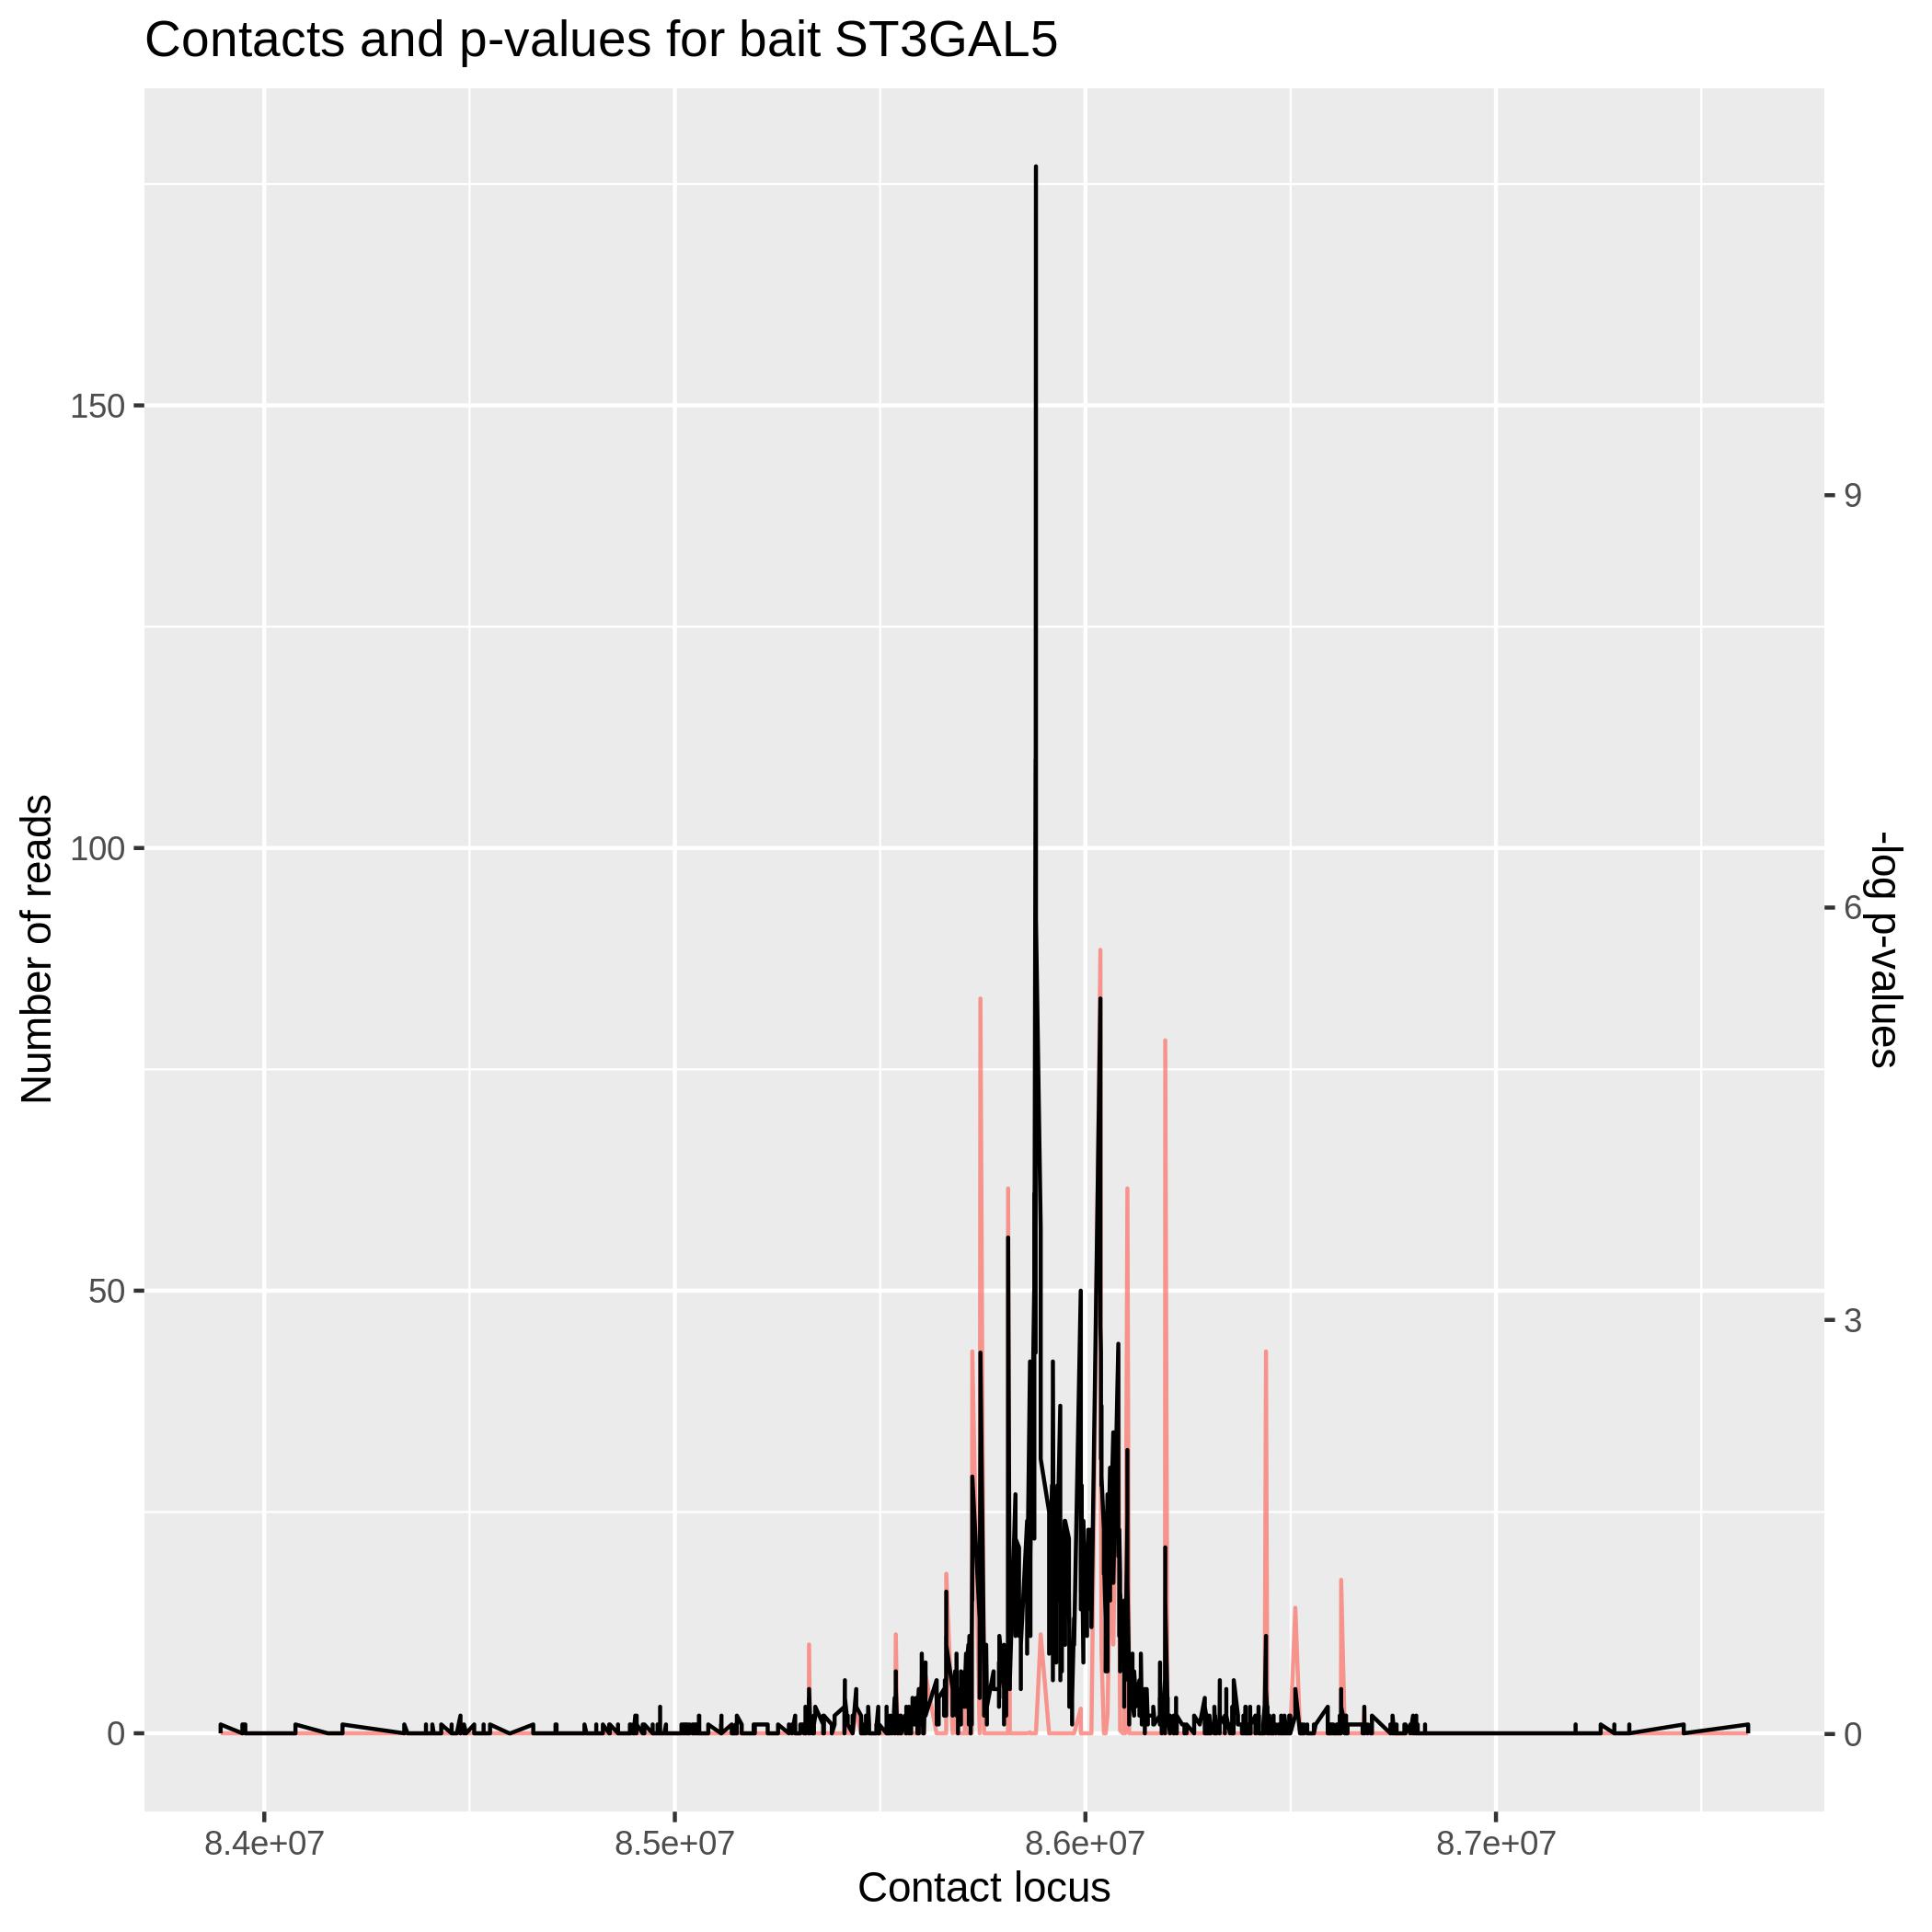 Contacts and p-values for bait ST3GAL5
Number of reads
150
100
50
0
9
6
3
0
-log p-values
8.4e+07
8.5e+07
8.6e+07
8.7e+07
Contact locus